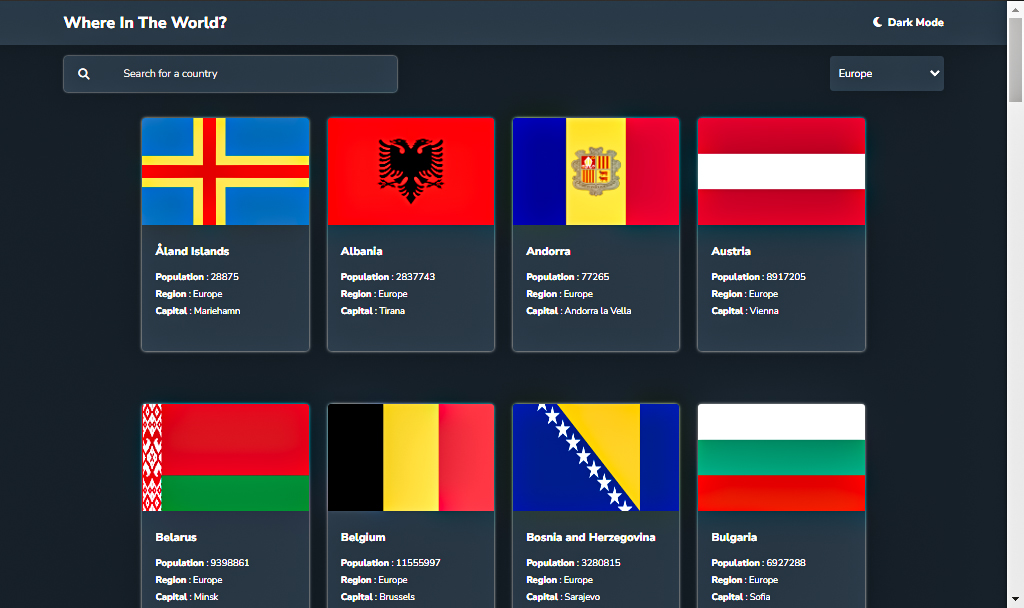 Where In The World?
Dark Mode
Search for a country
Europe
Åland Islands
Population : 28875
Region : Europe
Capital : Mariehamn
Albania
Population : 2837743
Region : Europe
Capital : Tirana
Andorra
Population : 77265
Region : Europe
Capital : Andorra la Vella
Austria
Population : 8917205
Region : Europe
Capital : Vienna
Belarus
Population : 9398861
Region : Europe
Capital : Minsk
Belgium
Population : 11555997
Region : Europe
Capital : Brussels
Bosnia and Herzegovina
Population : 3280815
Region : Europe
Capital : Sarajevo
Bulgaria
Population : 6927288
Region : Europe
Capital : Sofia